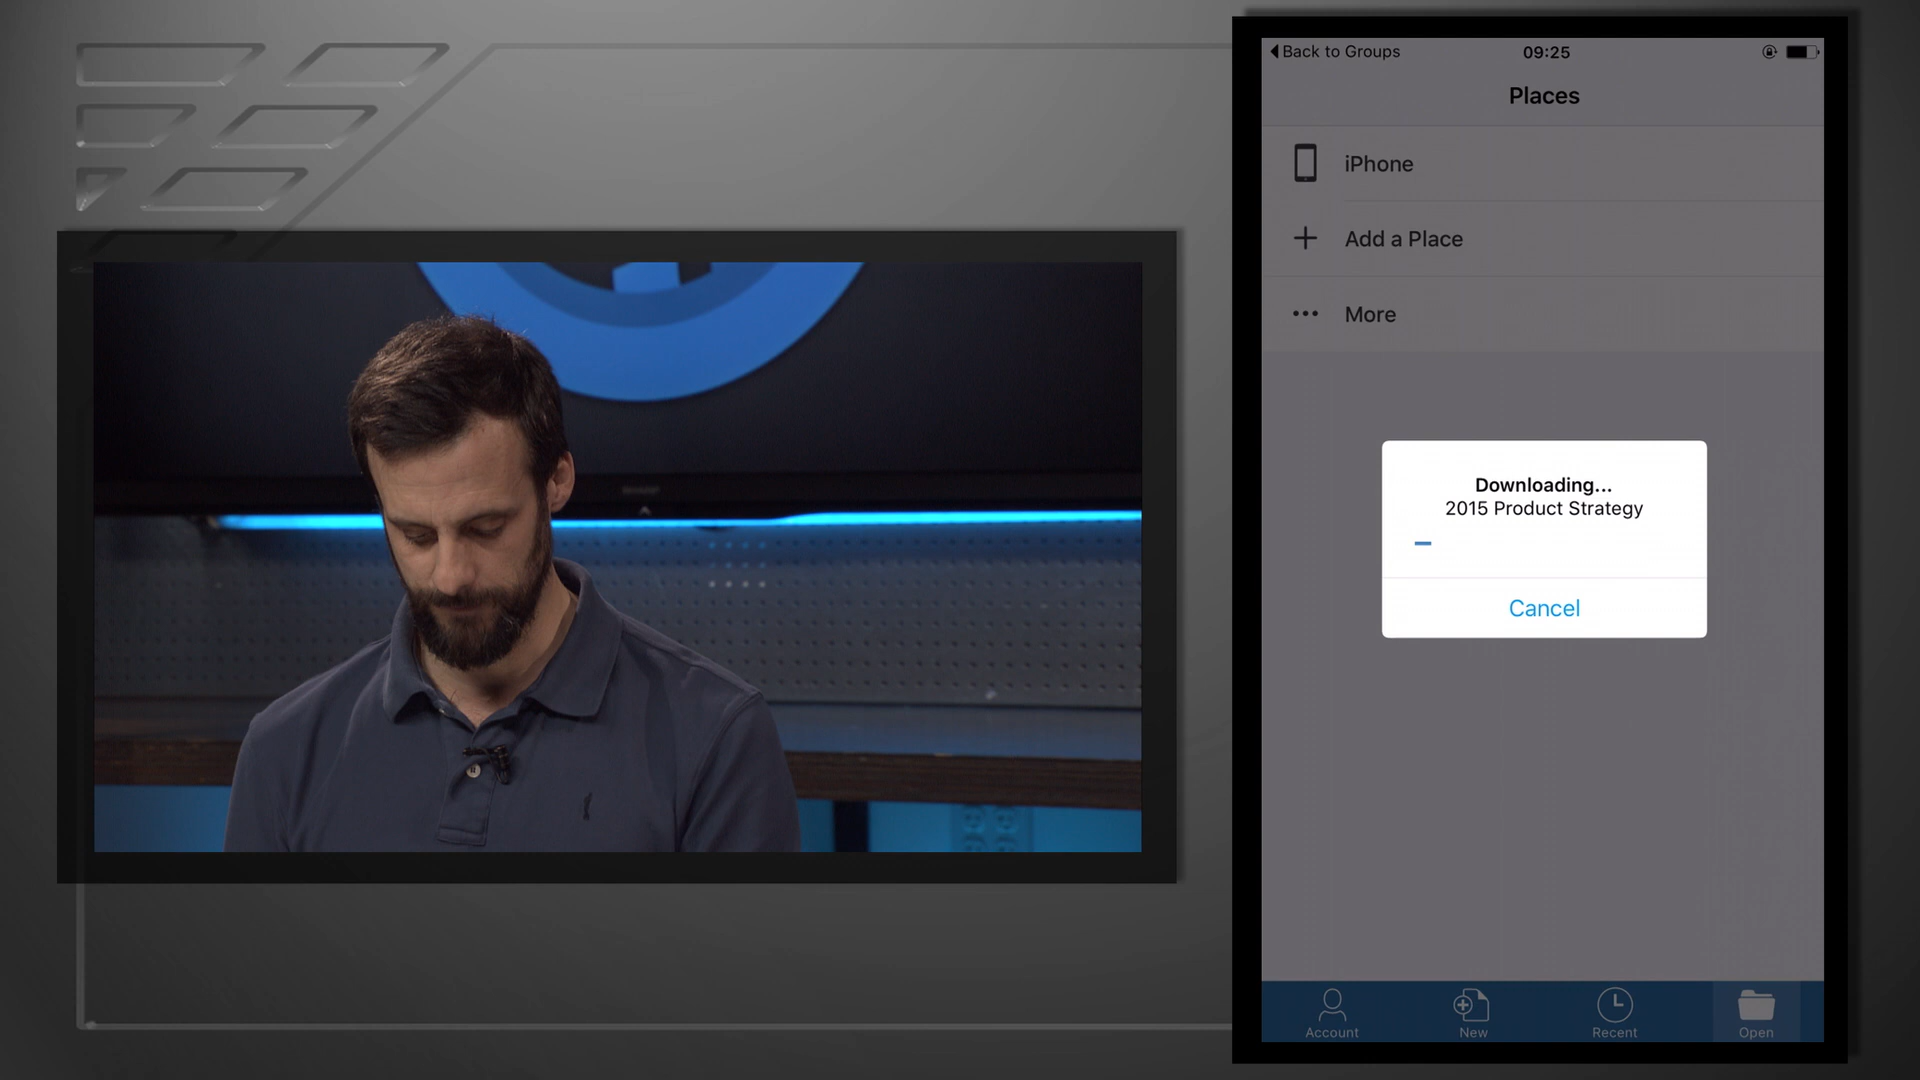 Back to Groups
09:25
Places
iPhone
Add a Place
More
Downloading...
2015 Product Strategy
Cancel
Account
New
Recent
Open